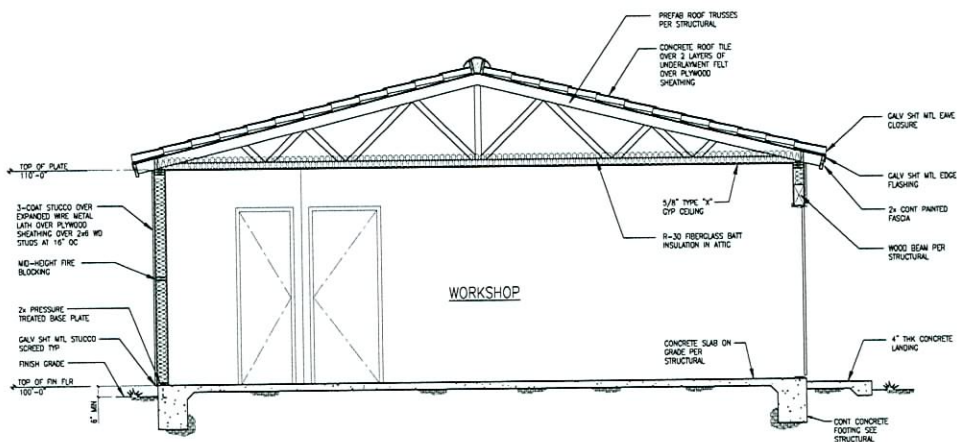 PREFAB ROOF TRUSSES
PER STRUCTURAL
CONCRETE ROOF TILE
OVER 2 LAYERS OF
UNDERLAYMENT FELT
OVER PLYWOOD
SHEATHING
GALV SHT MTL EAVE
CLOSURE
GALV SHT MTL EDGE
FLASHING
2x CONT PAINTED
FASCIA
WOOD BEAM PER
STRUCTURAL
TOP OF PLATE
110'-0"
3-COAT STUCCO OVER
EXPANDED WIRE METAL
LATH OVER PLYWOOD
SHEATHING OVER 2x6 WD
STUDS AT 16" OC
MID-HEIGHT FIRE
BLOCKING
2x PRESSURE
TREATED BASE PLATE
GALV SHT MTL STUCCO
SCREED TYP
FINISH GRADE
TOP OF FIN FLR
100'-0"
6" MIN
5/8" TYPE "X"
GYP CEILING
R-30 FIBERGLASS BATT
INSULATION IN ATTIC
WORKSHOP
CONCRETE SLAB ON
GRADE PER
STRUCTURAL
4" THK CONCRETE
LANDING
CONT CONCRETE
FOOTING SEE
STRUCTURAL